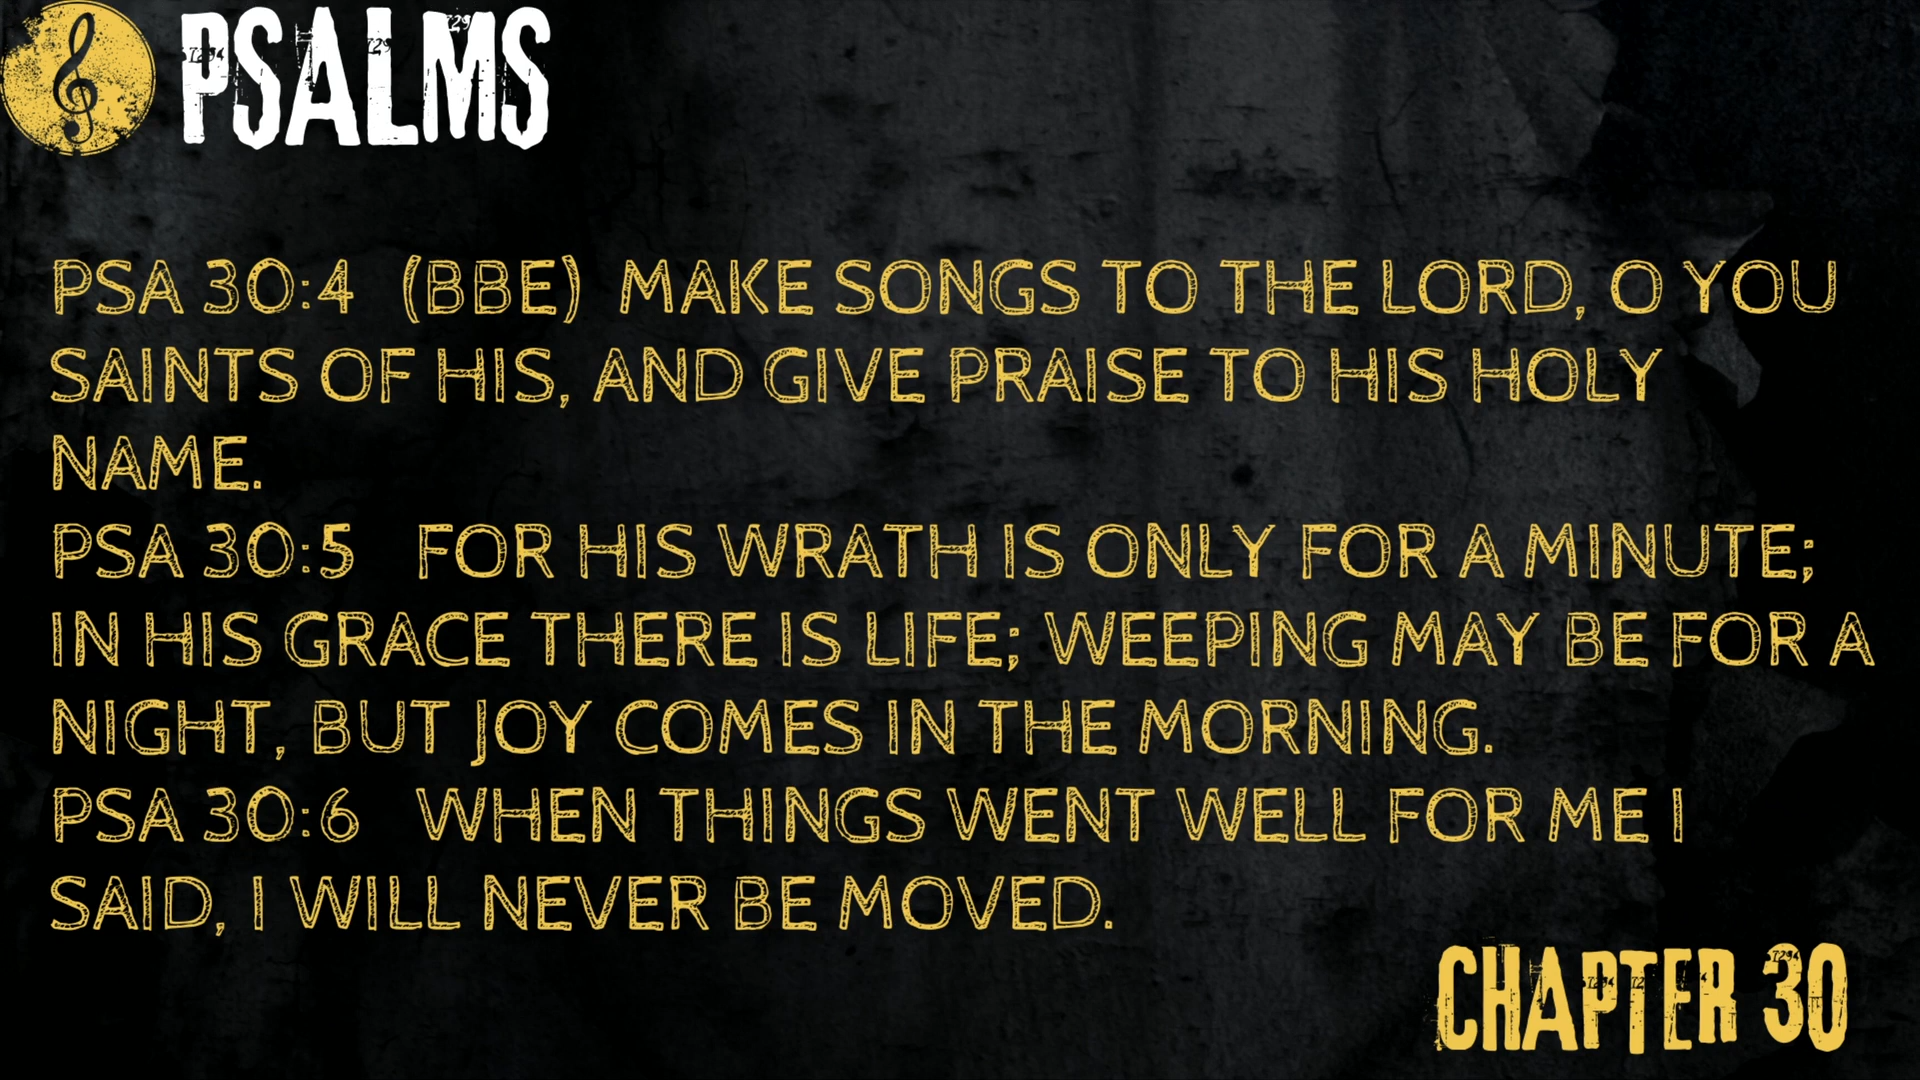 PSALMS
PSA 30:4 (BBE) MAKE SONGS TO THE LORD, O YOU
SAINTS OF HIS, AND GIVE PRAISE TO HIS HOLY
NAME.
PSA 30:5 FOR HIS WRATH IS ONLY FOR A MINUTE;
IN HIS GRACE THERE IS LIFE; WEEPING MAY BE FOR A
NIGHT, BUT JOY COMES IN THE MORNING.
PSA 30:6 WHEN THINGS WENT WELL FOR ME I
SAID, I WILL NEVER BE MOVED.
CHAPTER 30